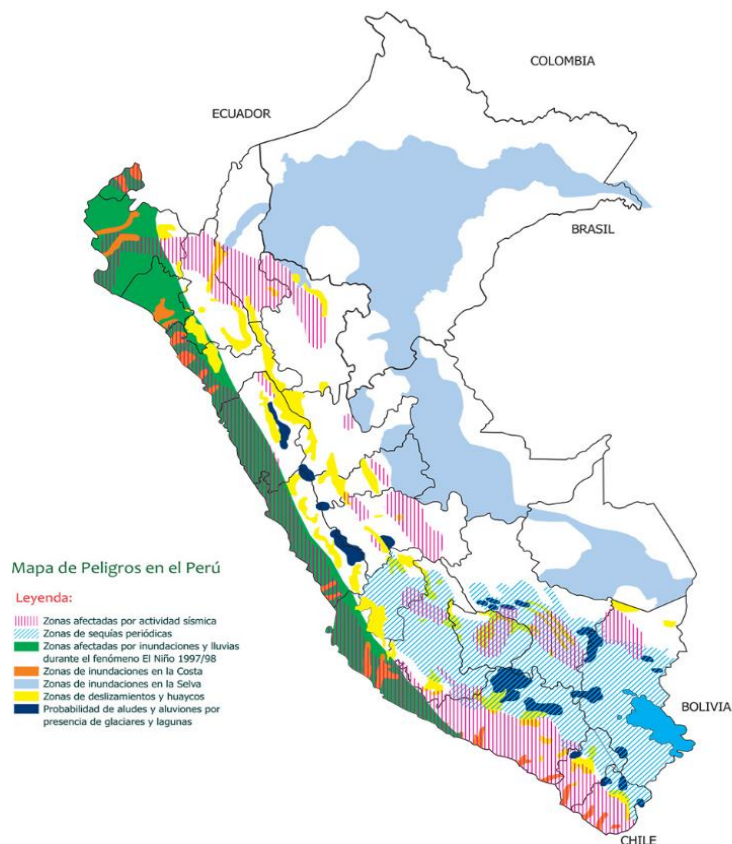 COLOMBIA
ECUADOR
BRASIL
Mapa de Peligros en el Perú
Leyenda:
Zonas afectadas por actividad sísmica
Zonas de sequías periódicas
Zonas afectadas por inundaciones y lluvias
durante el fenómeno El Niño 1997/98
Zonas de inundaciones en la Costa
Zonas de inundaciones en la Selva
Zonas de deslizamientos y huaycos
Probabilidad de aludes y aluviones por
presencia de glaciares y lagunas
BOLIVIA
CHILE